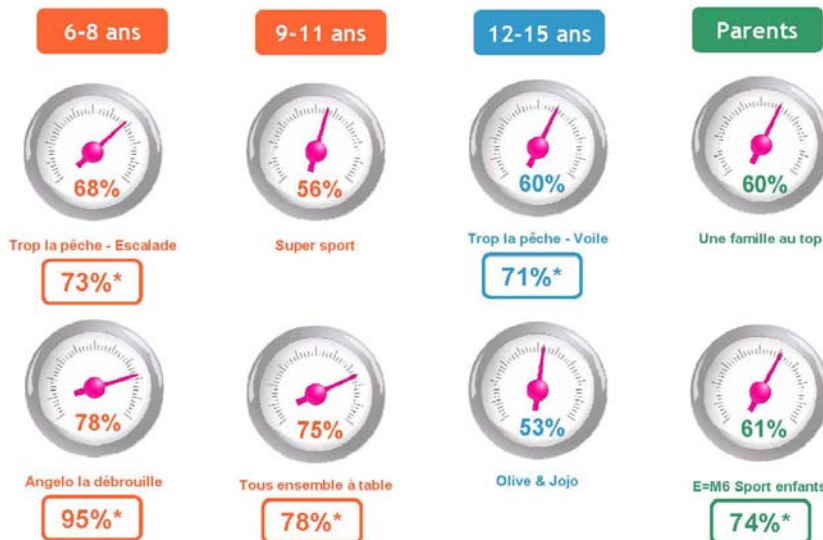 6-8 ans
9-11 ans
12-15 ans
Parents
68%
56%
60%
60%
Trop la pêche - Escalade
Super sport
Trop la pêche - Voile
Une famille au top
73%*
71%*
78%
75%
53%
61%
Angelo la débrouille
Tous ensemble à table
Olive & Jojo
E=M6 Sport enfants
95%*
78%*
74%*